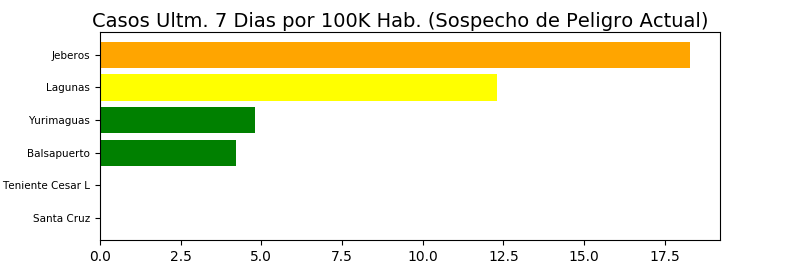 Casos Ultm. 7 Dias por 100K Hab. (Sospecho de Peligro Actual)
Jeberos
Lagunas
Yurimaguas
Balsapuerto
Teniente Cesar L
Santa Cruz
0.0 2.5 5.0 7.5 10.0 12.5 15.0 17.5